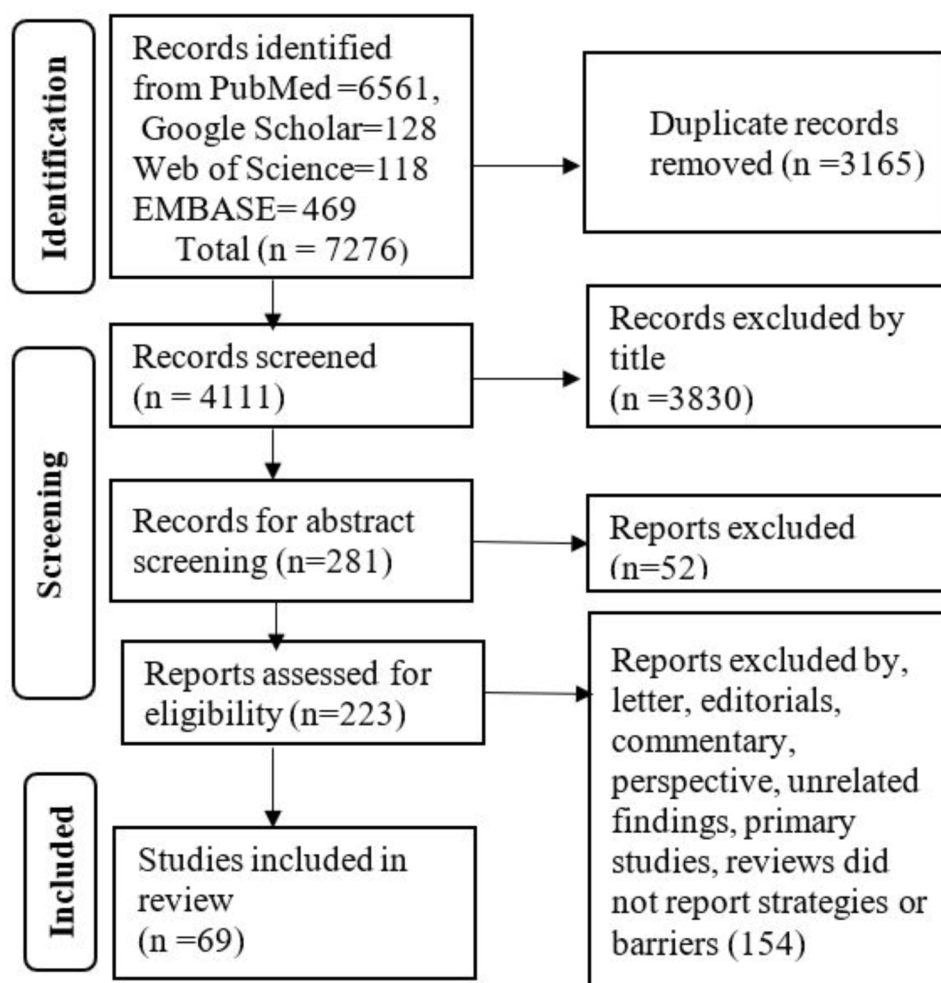 Identification
Records identified
from PubMed =6561,
Google Scholar=128
Web of Science=118
EMBASE= 469
Total (n = 7276)
Duplicate records
removed (n =3165)
Screening
Records screened
(n = 4111)
Records excluded by
title
(n =3830)
Records for abstract
screening (n=281)
Reports excluded
(n=52)
Reports assessed for
eligibility (n=223)
Reports excluded by,
letter, editorials,
commentary,
perspective, unrelated
findings, primary
studies, reviews did
not report strategies or
barriers (154)
Included
Studies included in
review
(n =69)